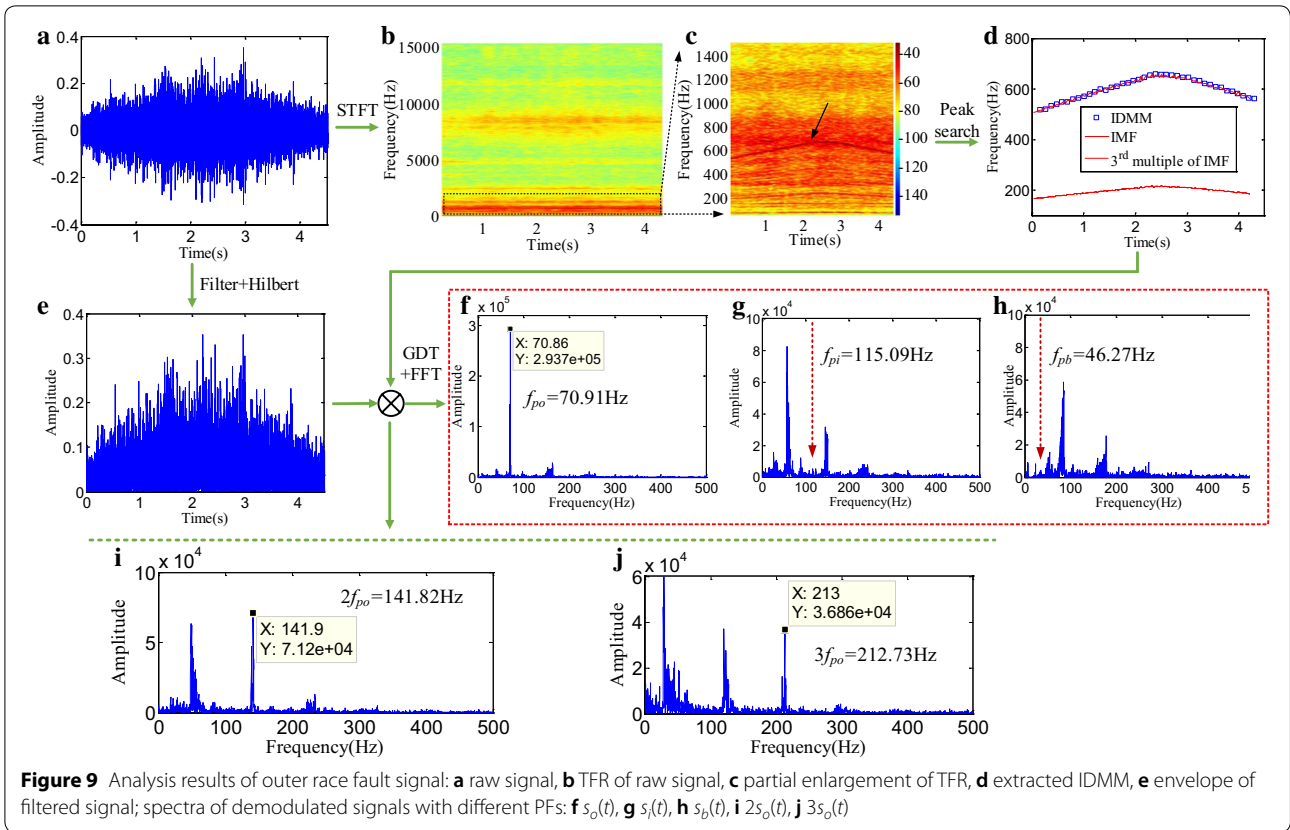 a
0.4
0.2
0
-0.2
-0.4
Amplitude
0 1 2 3 4
Time(s)
STFT
b
15000
10000
5000
0
Frequency(Hz)
1 2 3 4
Time(s)
c
1400
1200
1000
800
600
400
200
Frequency(Hz)
1 2 3 4
Time(s)
-40
-60
-80
-100
-120
-140
Peak
search
d
800
600
400
200
Frequency(Hz)
IDMM
IMF
3rd multiple of IMF
0 1 2 3 4
Time(s)
Filter+Hilbert
e
0.4
0.3
0.2
0.1
0
Amplitude
0 1 2 3 4
Time(s)
GDT
+FFT
f
x 10^5
3
2
1
0
Amplitude
X: 70.86
Y: 2.937e+05
fpo=70.91Hz
0 100 200 300 400 500
Frequency(Hz)
g
x 10^4
10
8
6
4
2
0
Amplitude
fpi=115.09Hz
0 100 200 300 400 500
Frequency(Hz)
h
x 10^4
10
8
6
4
2
0
Amplitude
fpb=46.27Hz
0 100 200 300 400 5
Frequency(Hz)
i
x 10^4
10
5
0
Amplitude
2fpo=141.82Hz
X: 141.9
Y: 7.12e+04
0 100 200 300 400 500
Frequency(Hz)
j
x 10^4
6
4
2
0
Amplitude
X: 213
Y: 3.686e+04
3fpo=212.73Hz
0 100 200 300 400 500
Frequency(Hz)
Figure 9 Analysis results of outer race fault signal: a raw signal, b TFR of raw signal, c partial enlargement of TFR, d extracted IDMM, e envelope of
filtered signal; spectra of demodulated signals with different PFs: f so(t), g si(t), h sb(t), i 2so(t), j 3so(t)